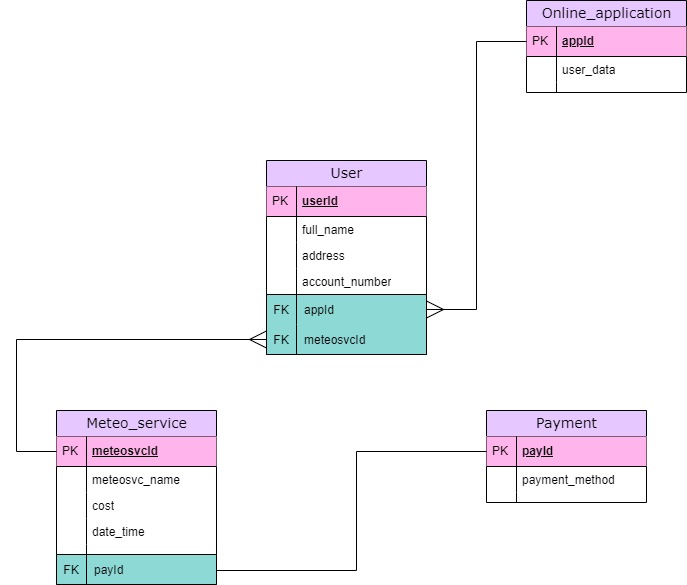 Online_application
PK appId
user_data
User
PK userId
full_name
address
account_number
FK appId
FK meteosvcId
Meteo_service
PK meteosvcId
meteosvc_name
cost
date_time
FK payId
Payment
PK payId
payment_method